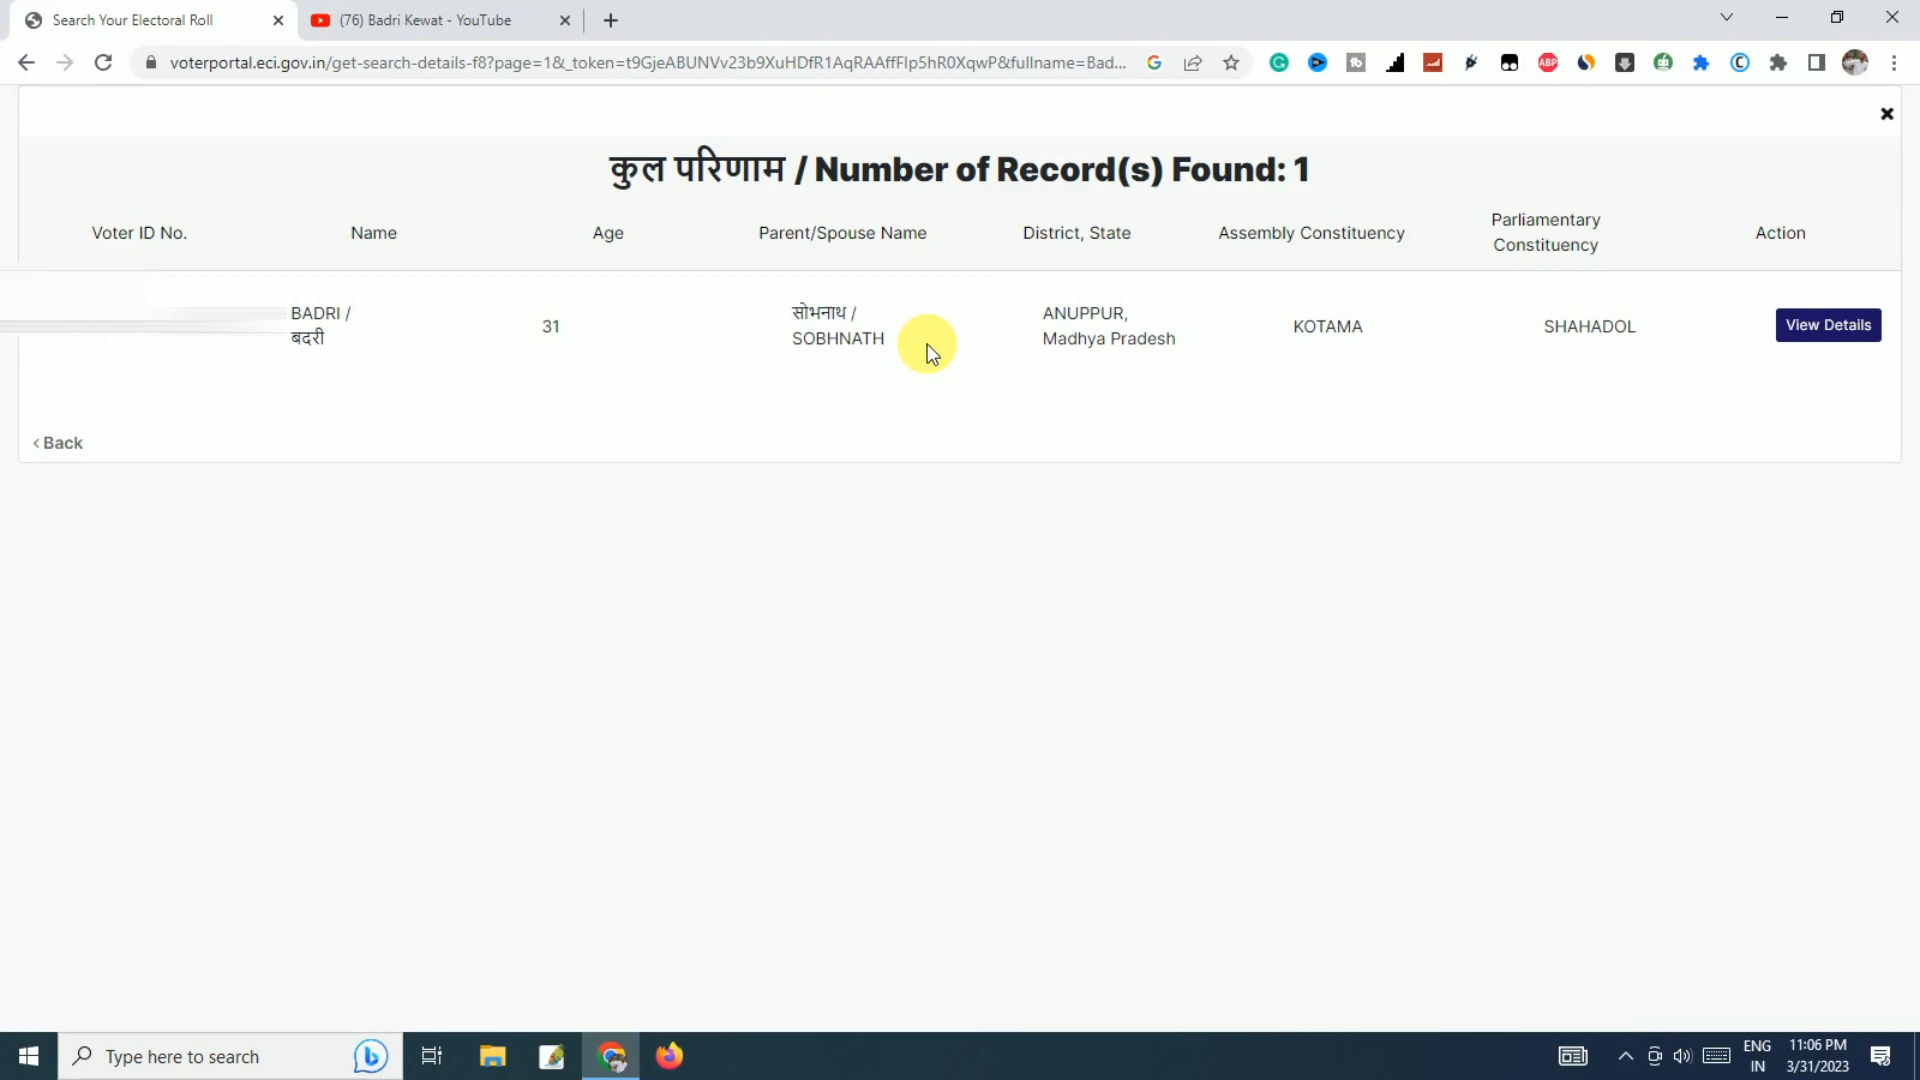 Search Your Electoral Roll
(76) Badri Kewat - YouTube
voterportal.eci.gov.in/get-search-details-f8?page=1&_token=t9GjeABUNVv23b9XuHDfR1AqRAAffFIp5hR0XqwP&fullname=Bad...
कुल परिणाम / Number of Record(s) Found: 1
Voter ID No.
Name
Age
Parent/Spouse Name
District, State
Assembly Constituency
Parliamentary
Constituency
Action
BADRI /
बदरी
31
सोभनाथ /
SOBHNATH
ANUPPUR,
Madhya Pradesh
KOTAMA
SHAHADOL
View Details
Back
Type here to search
ENG
IN
11:06 PM
3/31/2023